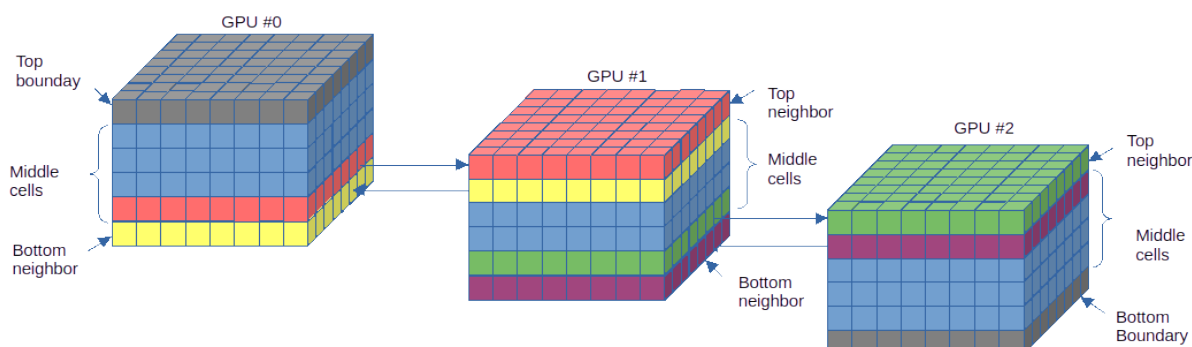 GPU #0
Top
bounday
Middle
cells
Bottom
neighbor
GPU #1
Top
neighbor
Middle
cells
Bottom
neighbor
GPU #2
Top
neighbor
Middle
cells
Bottom
Boundary